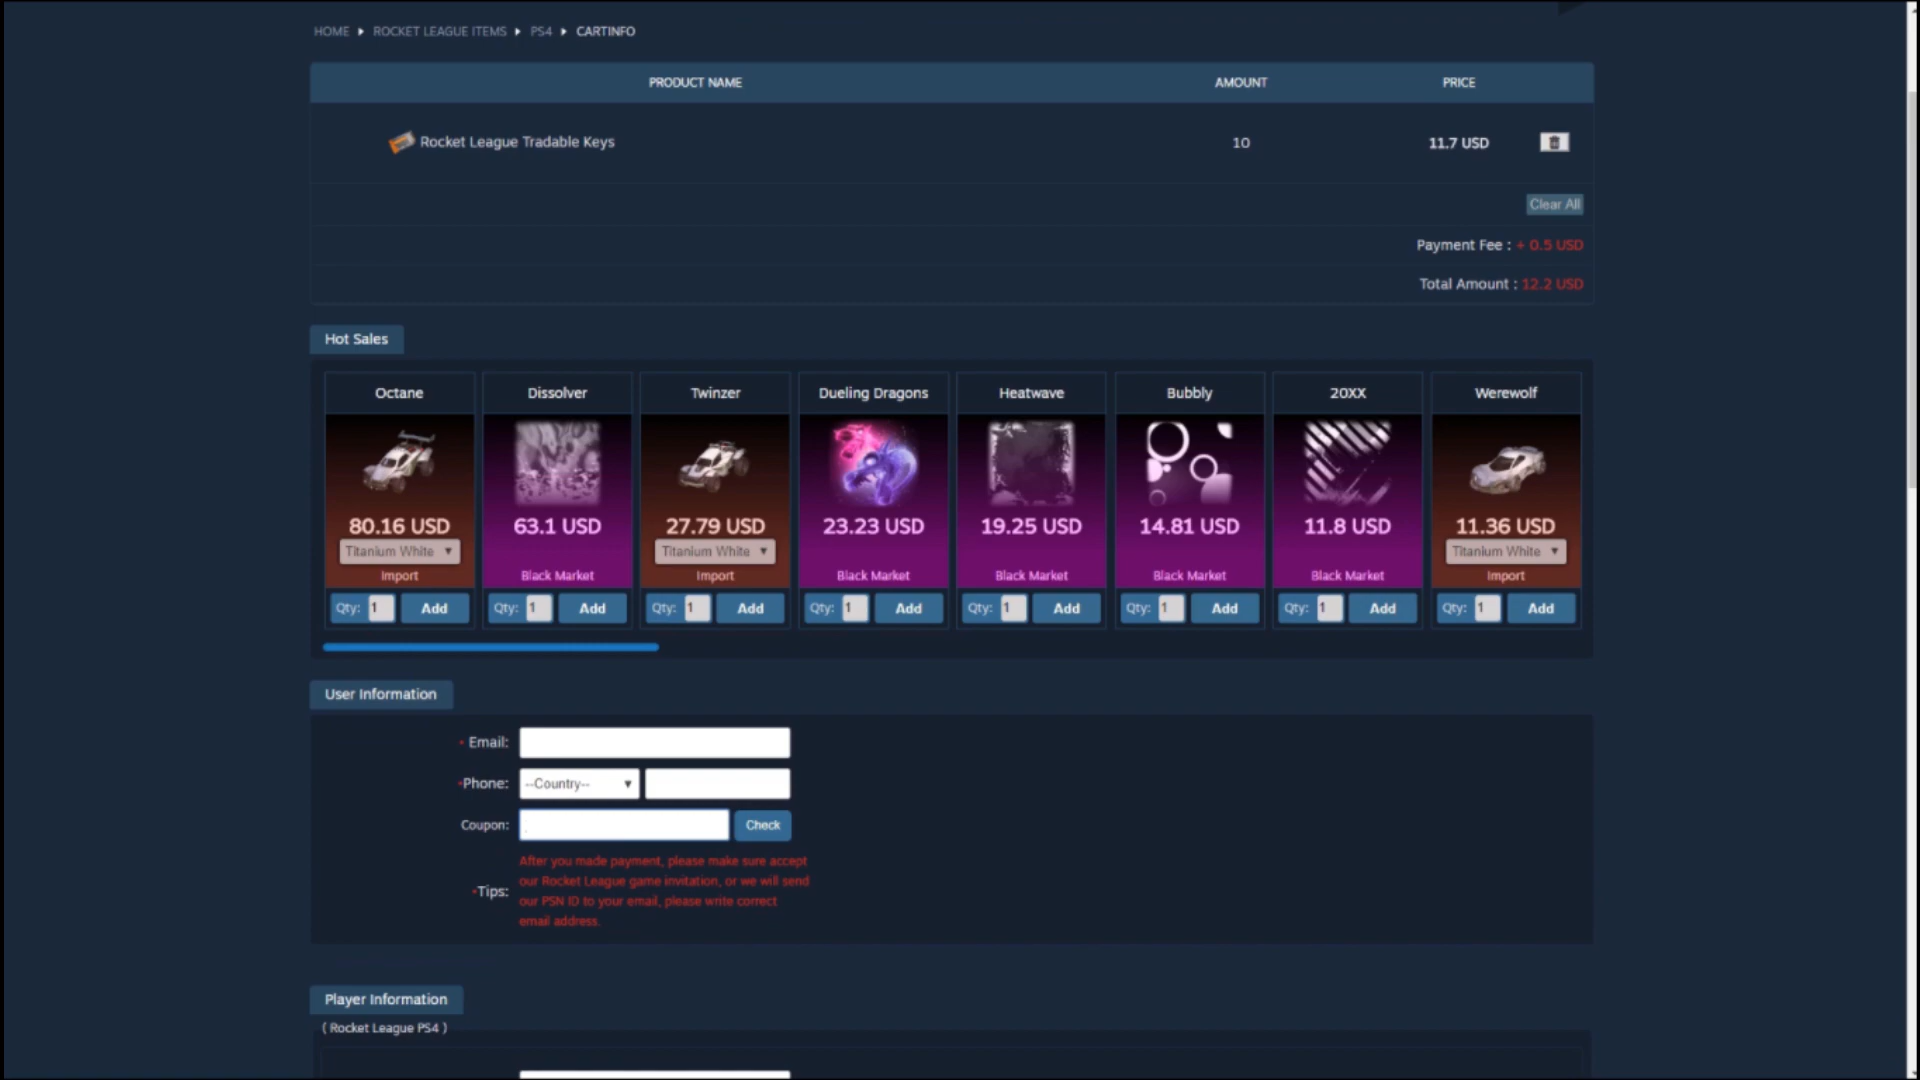 HOME ▸ ROCKET LEAGUE ITEMS ▸ PS4 ▸ CARTINFO
PRODUCT NAME AMOUNT PRICE
Rocket League Tradable Keys 10 11.7 USD
Clear All
Payment Fee : + 0.5 USD
Total Amount : 12.2 USD
Hot Sales
Octane Dissolver Twinzer Dueling Dragons Heatwave Bubbly 20XX Werewolf
80.16 USD 63.1 USD 27.79 USD 23.23 USD 19.25 USD 14.81 USD 11.8 USD 11.36 USD
Titanium White Titanium White Titanium White
Import Black Market Import Black Market Black Market Black Market Black Market Import
Qty: 1 Add Qty: 1 Add Qty: 1 Add Qty: 1 Add Qty: 1 Add Qty: 1 Add Qty: 1 Add Qty: 1 Add
User Information
• Email:
•Phone: --Country--
Coupon: Check
•Tips:
After you made payment, please make sure accept
our Rocket League game invitation, or we will send
our PSN ID to your email, please write correct
email address.
Player Information
( Rocket League PS4 )